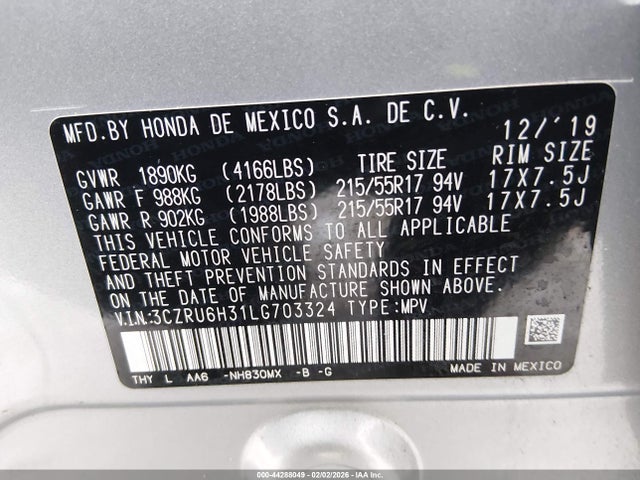 MFD.BY HONDA DE MEXICO S.A. DE C.V.
12/'19
GVWR 1890KG (4166LBS) TIRE SIZE RIM SIZE
GAWR F 988KG (2178LBS) 215/55R17 94V 17X7.5J
GAWR R 902KG (1988LBS) 215/55R17 94V 17X7.5J
THIS VEHICLE CONFORMS TO ALL APPLICABLE
FEDERAL MOTOR VEHICLE SAFETY
AND THEFT PREVENTION STANDARDS IN EFFECT
ON THE DATE OF MANUFACTURE SHOWN ABOVE.
V.I.N.:3CZRU6H31LG703324 TYPE:MPV
THY L AA6 -NH830MX -B -G
MADE IN MEXICO
000-44288049 | 02/02/2026 | IAAI.COM